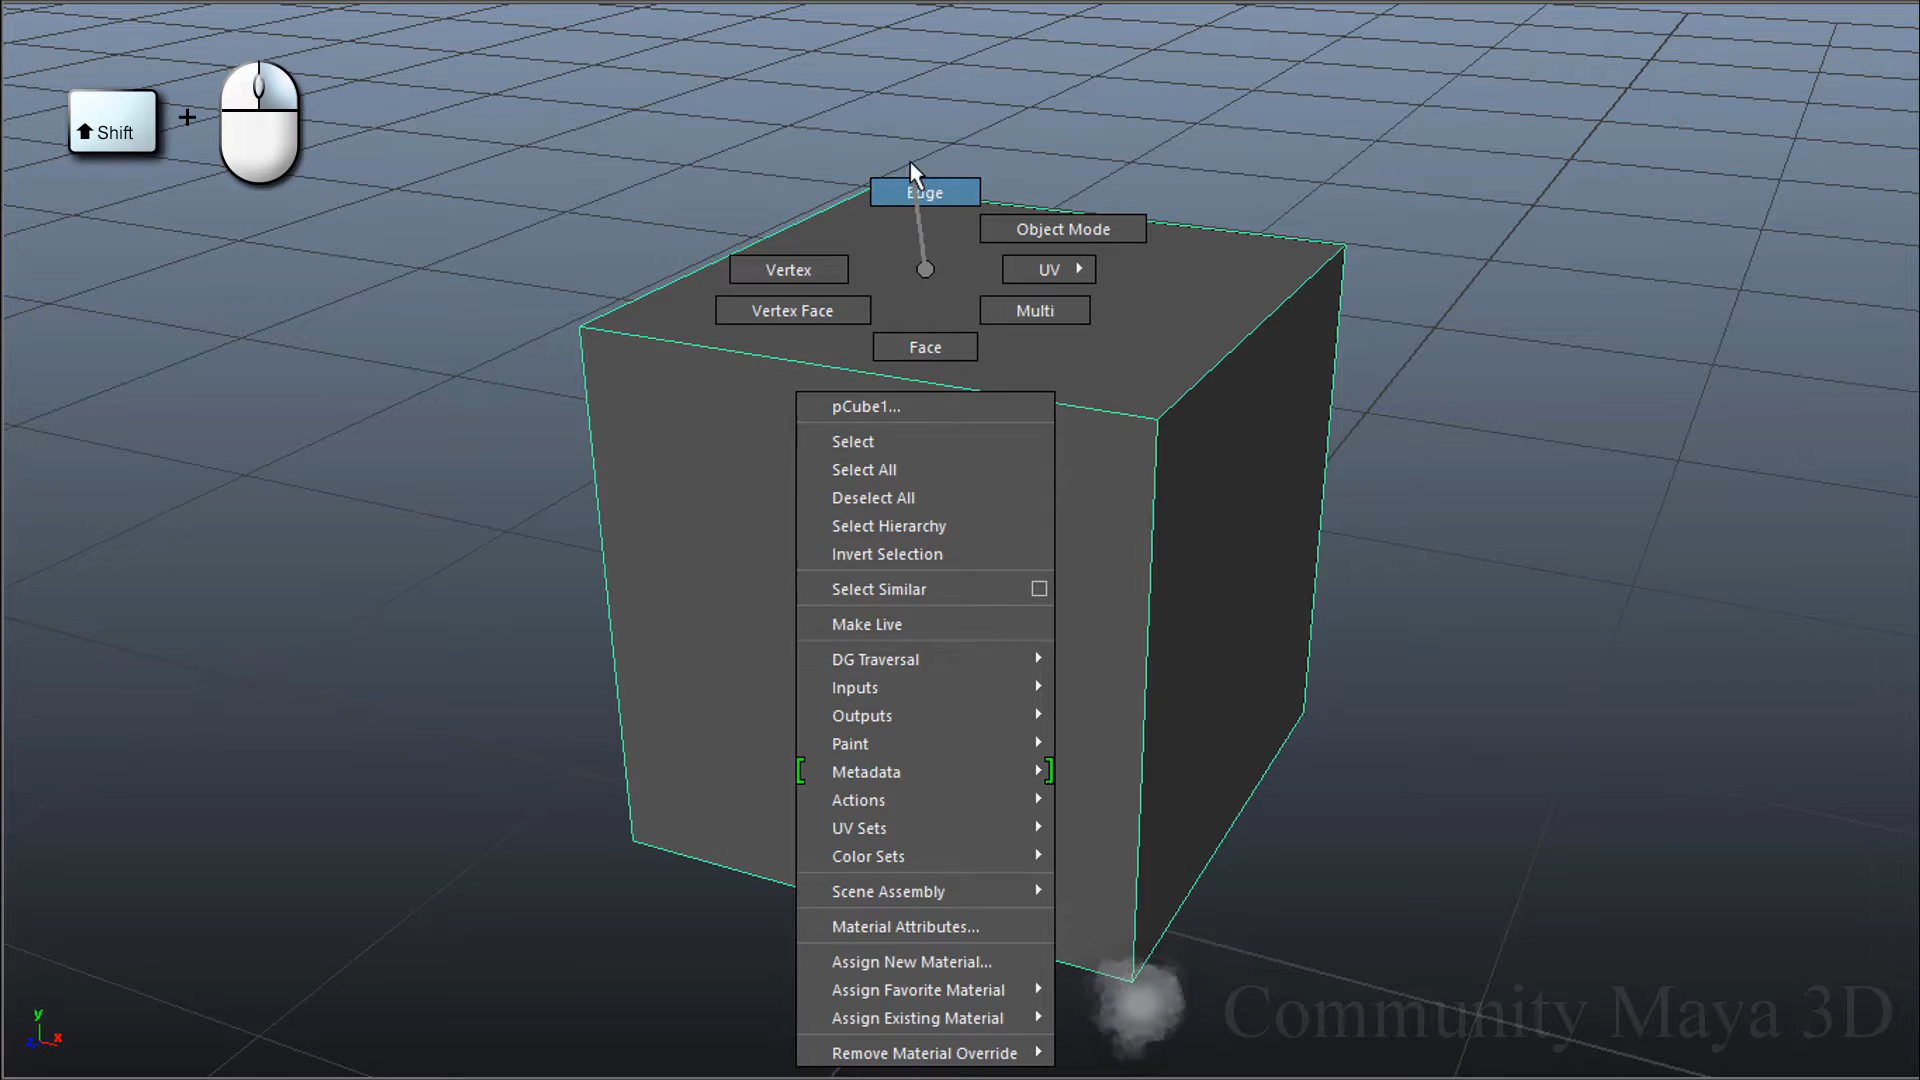 Shift
+
Edge
Object Mode
Vertex
UV
Vertex Face
Multi
Face
pCube1...
Select
Select All
Deselect All
Select Hierarchy
Invert Selection
Select Similar
Make Live
DG Traversal
Inputs
Outputs
Paint
Metadata
Actions
UV Sets
Color Sets
Scene Assembly
Material Attributes...
Assign New Material...
Assign Favorite Material
Assign Existing Material
Remove Material Override
Community Maya 3D
y
z
x